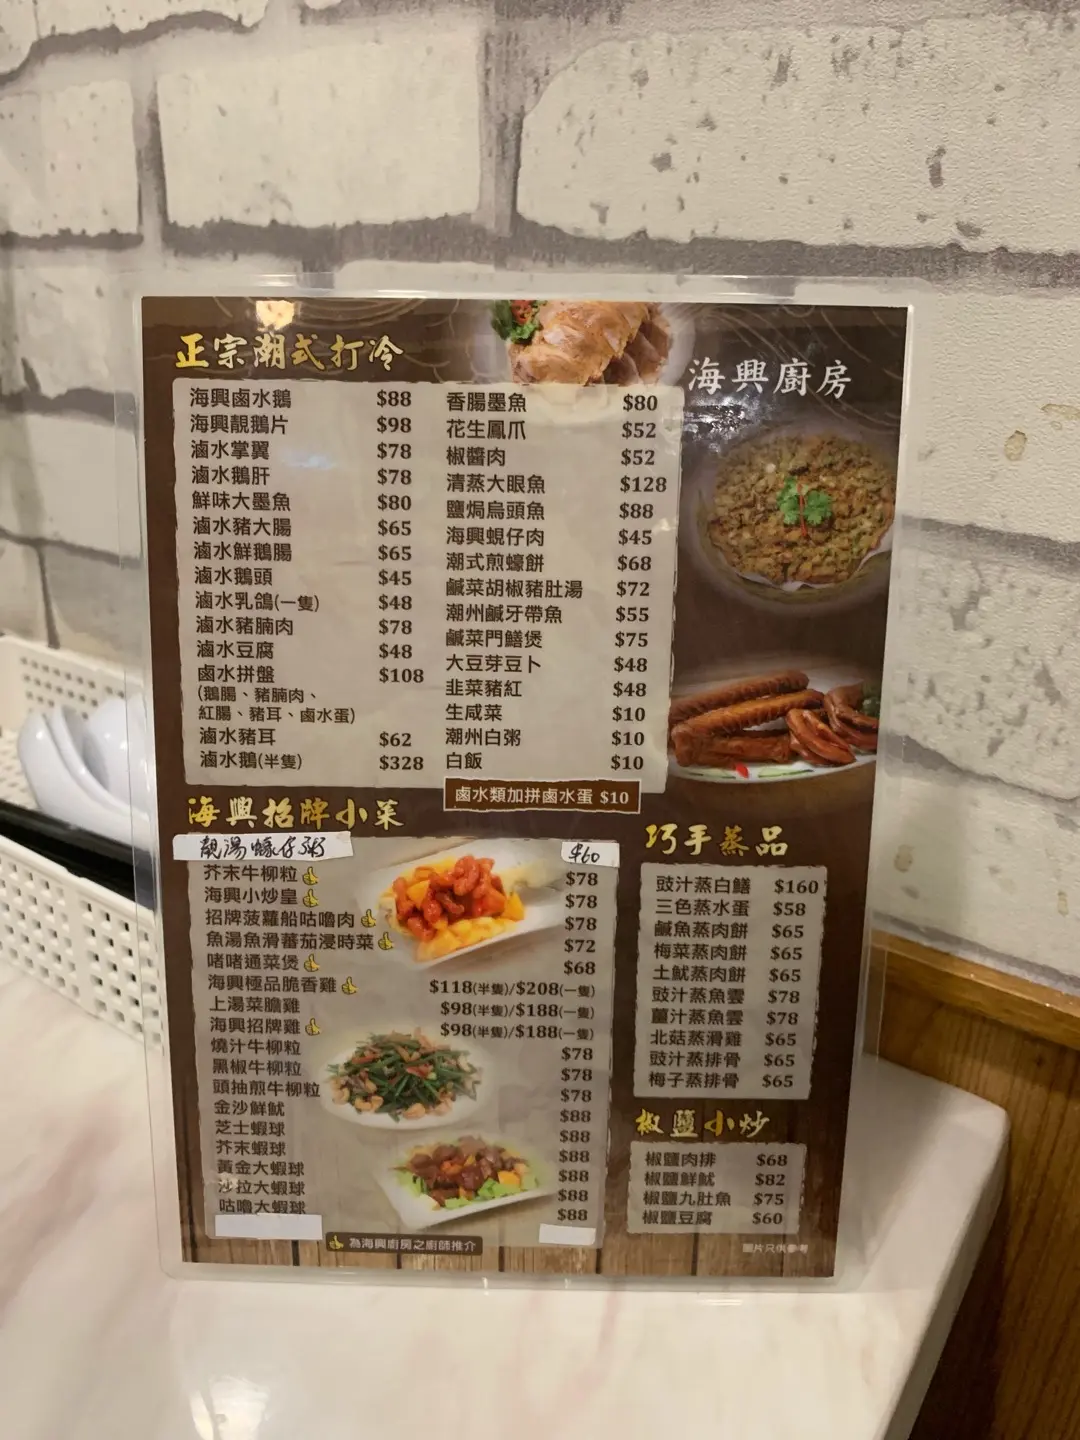 正宗潮式打冷
海興鹵水鵝 $88
海興靚鵝片 $98
滷水掌翼 $78
滷水鵝肝 $78
鮮味大墨魚 $80
滷水豬大腸 $65
滷水鮮鵝腸 $65
滷水鵝頭 $45
滷水乳鴿(一隻) $48
滷水豬腩肉 $78
滷水豆腐 $48
鹵水拼盤 $108
(鵝腸、豬腩肉、
紅腸、豬耳、鹵水蛋)
滷水豬耳 $62
滷水鵝(半隻) $328
香腸墨魚 $80
花生鳳爪 $52
椒醬肉 $52
清蒸大眼魚 $128
鹽焗烏頭魚 $88
海興蜆仔肉 $45
潮式煎蠔餅 $68
鹹菜胡椒豬肚湯 $72
潮州鹹牙帶魚 $55
鹹菜門鱔煲 $75
大豆芽豆卜 $48
韭菜豬紅 $48
生咸菜 $10
潮州白粥 $10
白飯 $10
鹵水類加拼鹵水蛋 $10
海興廚房
海興招牌小菜
靚湯蠔仔粥 $60
芥末牛柳粒 $78
海興小炒皇 $78
招牌菠蘿船咕嚕肉 $78
魚湯魚滑蕃茄浸時菜 $72
啫啫通菜煲 $68
海興極品脆香雞 $118(半隻)/$208(一隻)
上湯菜膽雞 $98(半隻)/$188(一隻)
海興招牌雞 $98(半隻)/$188(一隻)
燒汁牛柳粒 $78
黑椒牛柳粒 $78
頭抽煎牛柳粒 $78
金沙鮮魷 $88
芝士蝦球 $88
芥末蝦球 $88
黃金大蝦球 $88
沙拉大蝦球 $88
咕嚕大蝦球 $88
為海興廚房之廚師推介
巧手蒸品
豉汁蒸白鱔 $160
三色蒸水蛋 $58
鹹魚蒸肉餅 $65
梅菜蒸肉餅 $65
土魷蒸肉餅 $65
豉汁蒸魚雲 $78
薑汁蒸魚雲 $78
北菇蒸滑雞 $65
豉汁蒸排骨 $65
梅子蒸排骨 $65
椒鹽小炒
椒鹽肉排 $68
椒鹽鮮魷 $82
椒鹽九肚魚 $75
椒鹽豆腐 $60
圖片只供參考